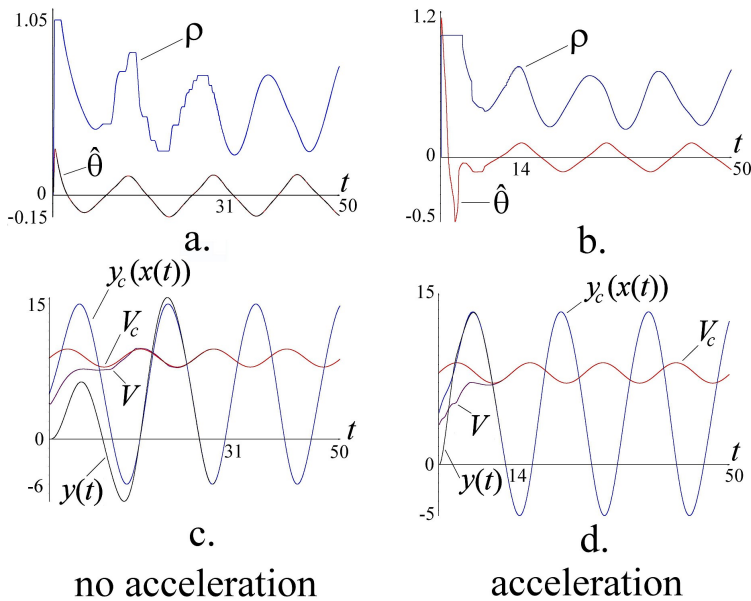 1.05
ρ
θ̂
0
t
31
50
-0.15
a.
1.2
ρ
0
14
t
50
-0.5
θ̂
b.
y_c(x(t))
15
V_c
V
0
t
31
50
-6
y(t)
c.
15
y_c(x(t))
V_c
V
0
14
t
50
-5
y(t)
d.
no acceleration
acceleration